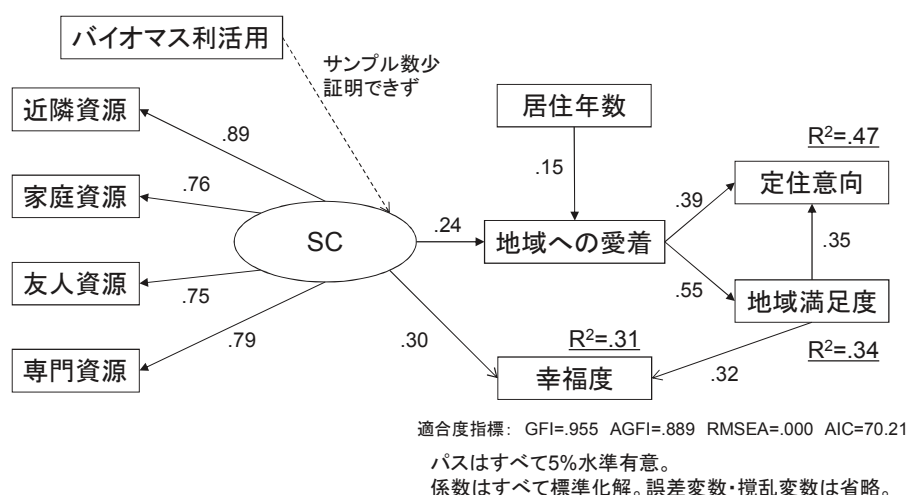 バイオマス利活用
サンプル数少
証明できず
近隣資源
.89
家庭資源
.76
友人資源
.75
専門資源
.79
SC
.24
.30
居住年数
.15
地域への愛着
.39
.55
R²=.47
定住意向
.35
地域満足度
R²=.34
.32
R²=.31
幸福度
適合度指標： GFI=.955 AGFI=.889 RMSEA=.000 AIC=70.21
パスはすべて5%水準有意。
係数はすべて標準化解。誤差変数・撹乱変数は省略。